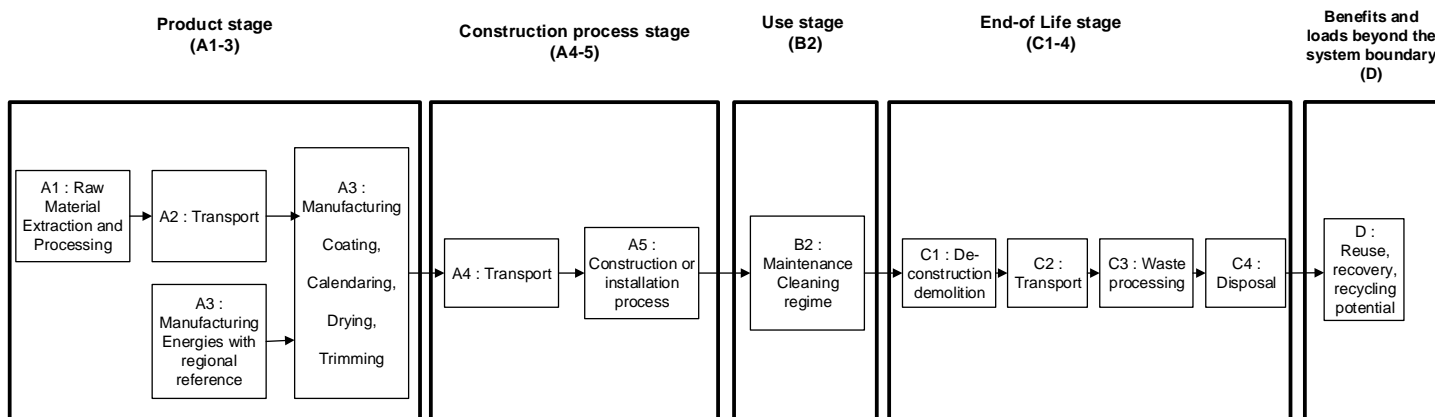 Product stage
(A1-3)
Construction process stage
(A4-5)
Use stage
(B2)
End-of Life stage
(C1-4)
Benefits and
loads beyond the
system boundary
(D)
A1 : Raw
Material
Extraction and
Processing
A2 : Transport
A3 :
Manufacturing
Energies with
regional
reference
A3 :
Manufacturing
Coating,
Calendaring,
Drying,
Trimming
A4 : Transport
A5 :
Construction or
installation
process
B2 :
Maintenance
Cleaning
regime
C1 : De-
construction
demolition
C2 :
Transport
C3 : Waste
processing
C4 :
Disposal
D :
Reuse,
recovery,
recycling
potential